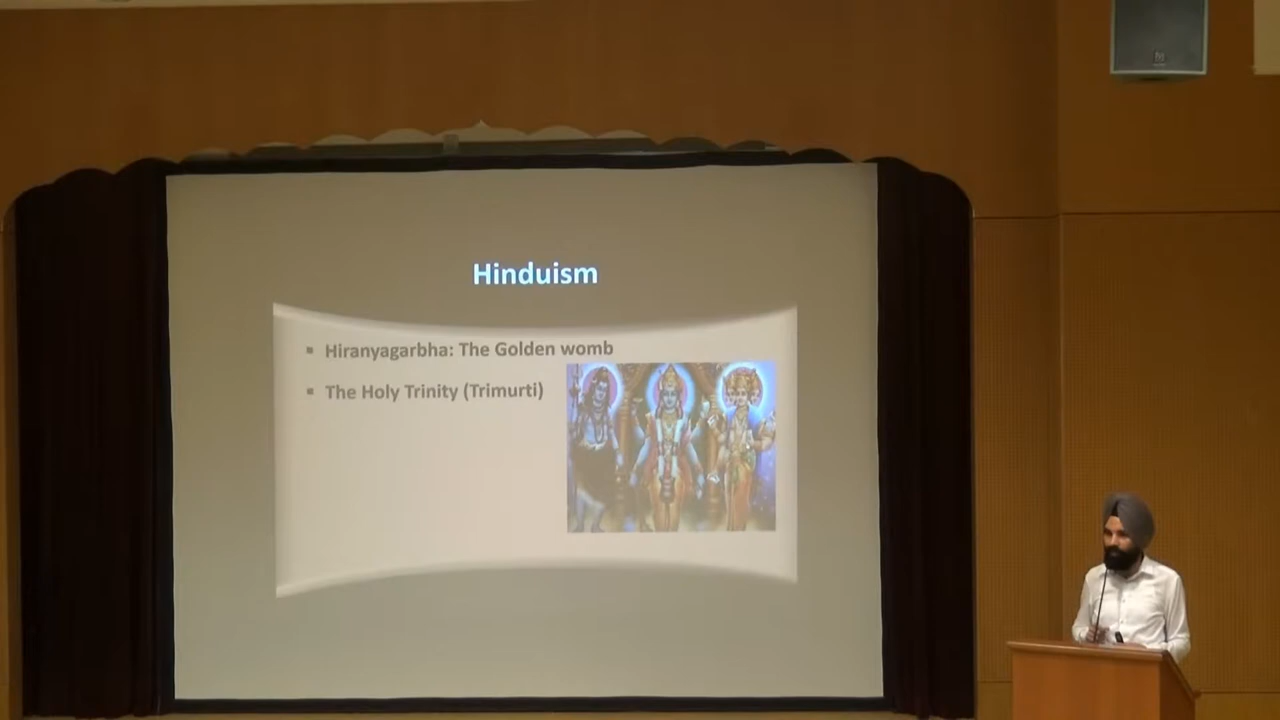 Hinduism
▪ Hiranyagarbha: The Golden womb
▪ The Holy Trinity (Trimurti)